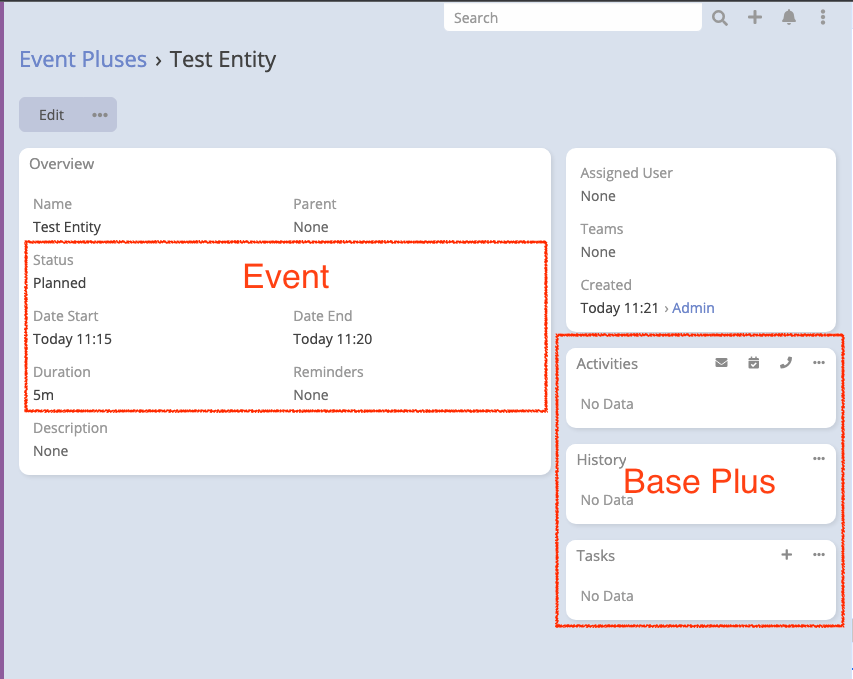 Search
Event Pluses › Test Entity
Edit
Overview
Name
Test Entity
Parent
None
Status
Planned
Event
Date Start
Today 11:15
Date End
Today 11:20
Duration
5m
Reminders
None
Description
None
Assigned User
None
Teams
None
Created
Today 11:21 › Admin
Activities
No Data
History
Base Plus
No Data
Tasks
No Data